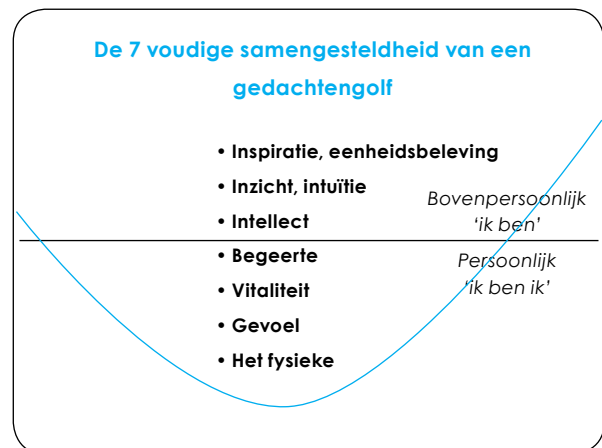 De 7 voudige samengesteldheid van een
gedachtengolf
• Inspiratie, eenheidsbeleving
• Inzicht, intuïtie
• Intellect
Bovenpersoonlijk
‘ik ben’
• Begeerte
• Vitaliteit
• Gevoel
• Het fysieke
Persoonlijk
‘ik ben ik’